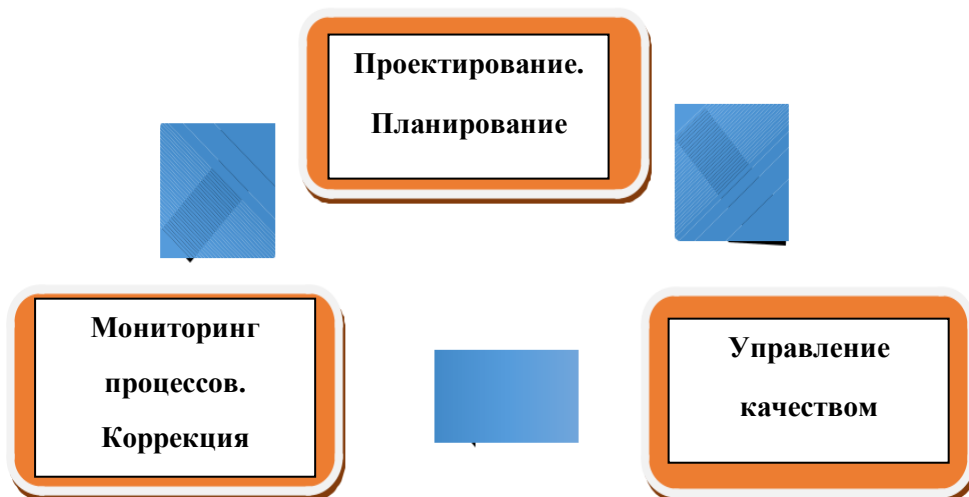 Проектирование.
Планирование
Мониторинг
процессов.
Коррекция
Управление
качеством